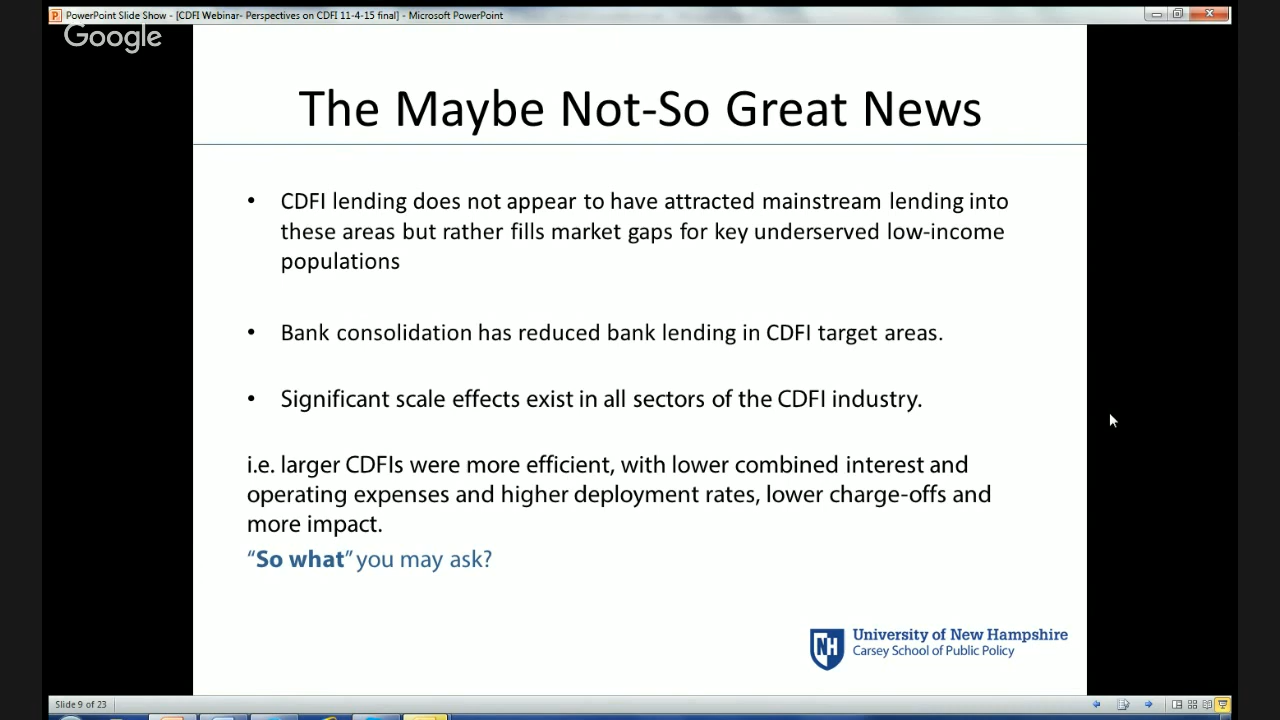 PowerPoint Slide Show - [CDFI Webinar- Perspectives on CDFI 11-4-15 final] - Microsoft PowerPoint
Google
The Maybe Not-So Great News
• CDFI lending does not appear to have attracted mainstream lending into
these areas but rather fills market gaps for key underserved low-income
populations
• Bank consolidation has reduced bank lending in CDFI target areas.
• Significant scale effects exist in all sectors of the CDFI industry.
i.e. larger CDFIs were more efficient, with lower combined interest and
operating expenses and higher deployment rates, lower charge-offs and
more impact.
“So what” you may ask?
NH
University of New Hampshire
Carsey School of Public Policy
Slide 9 of 23